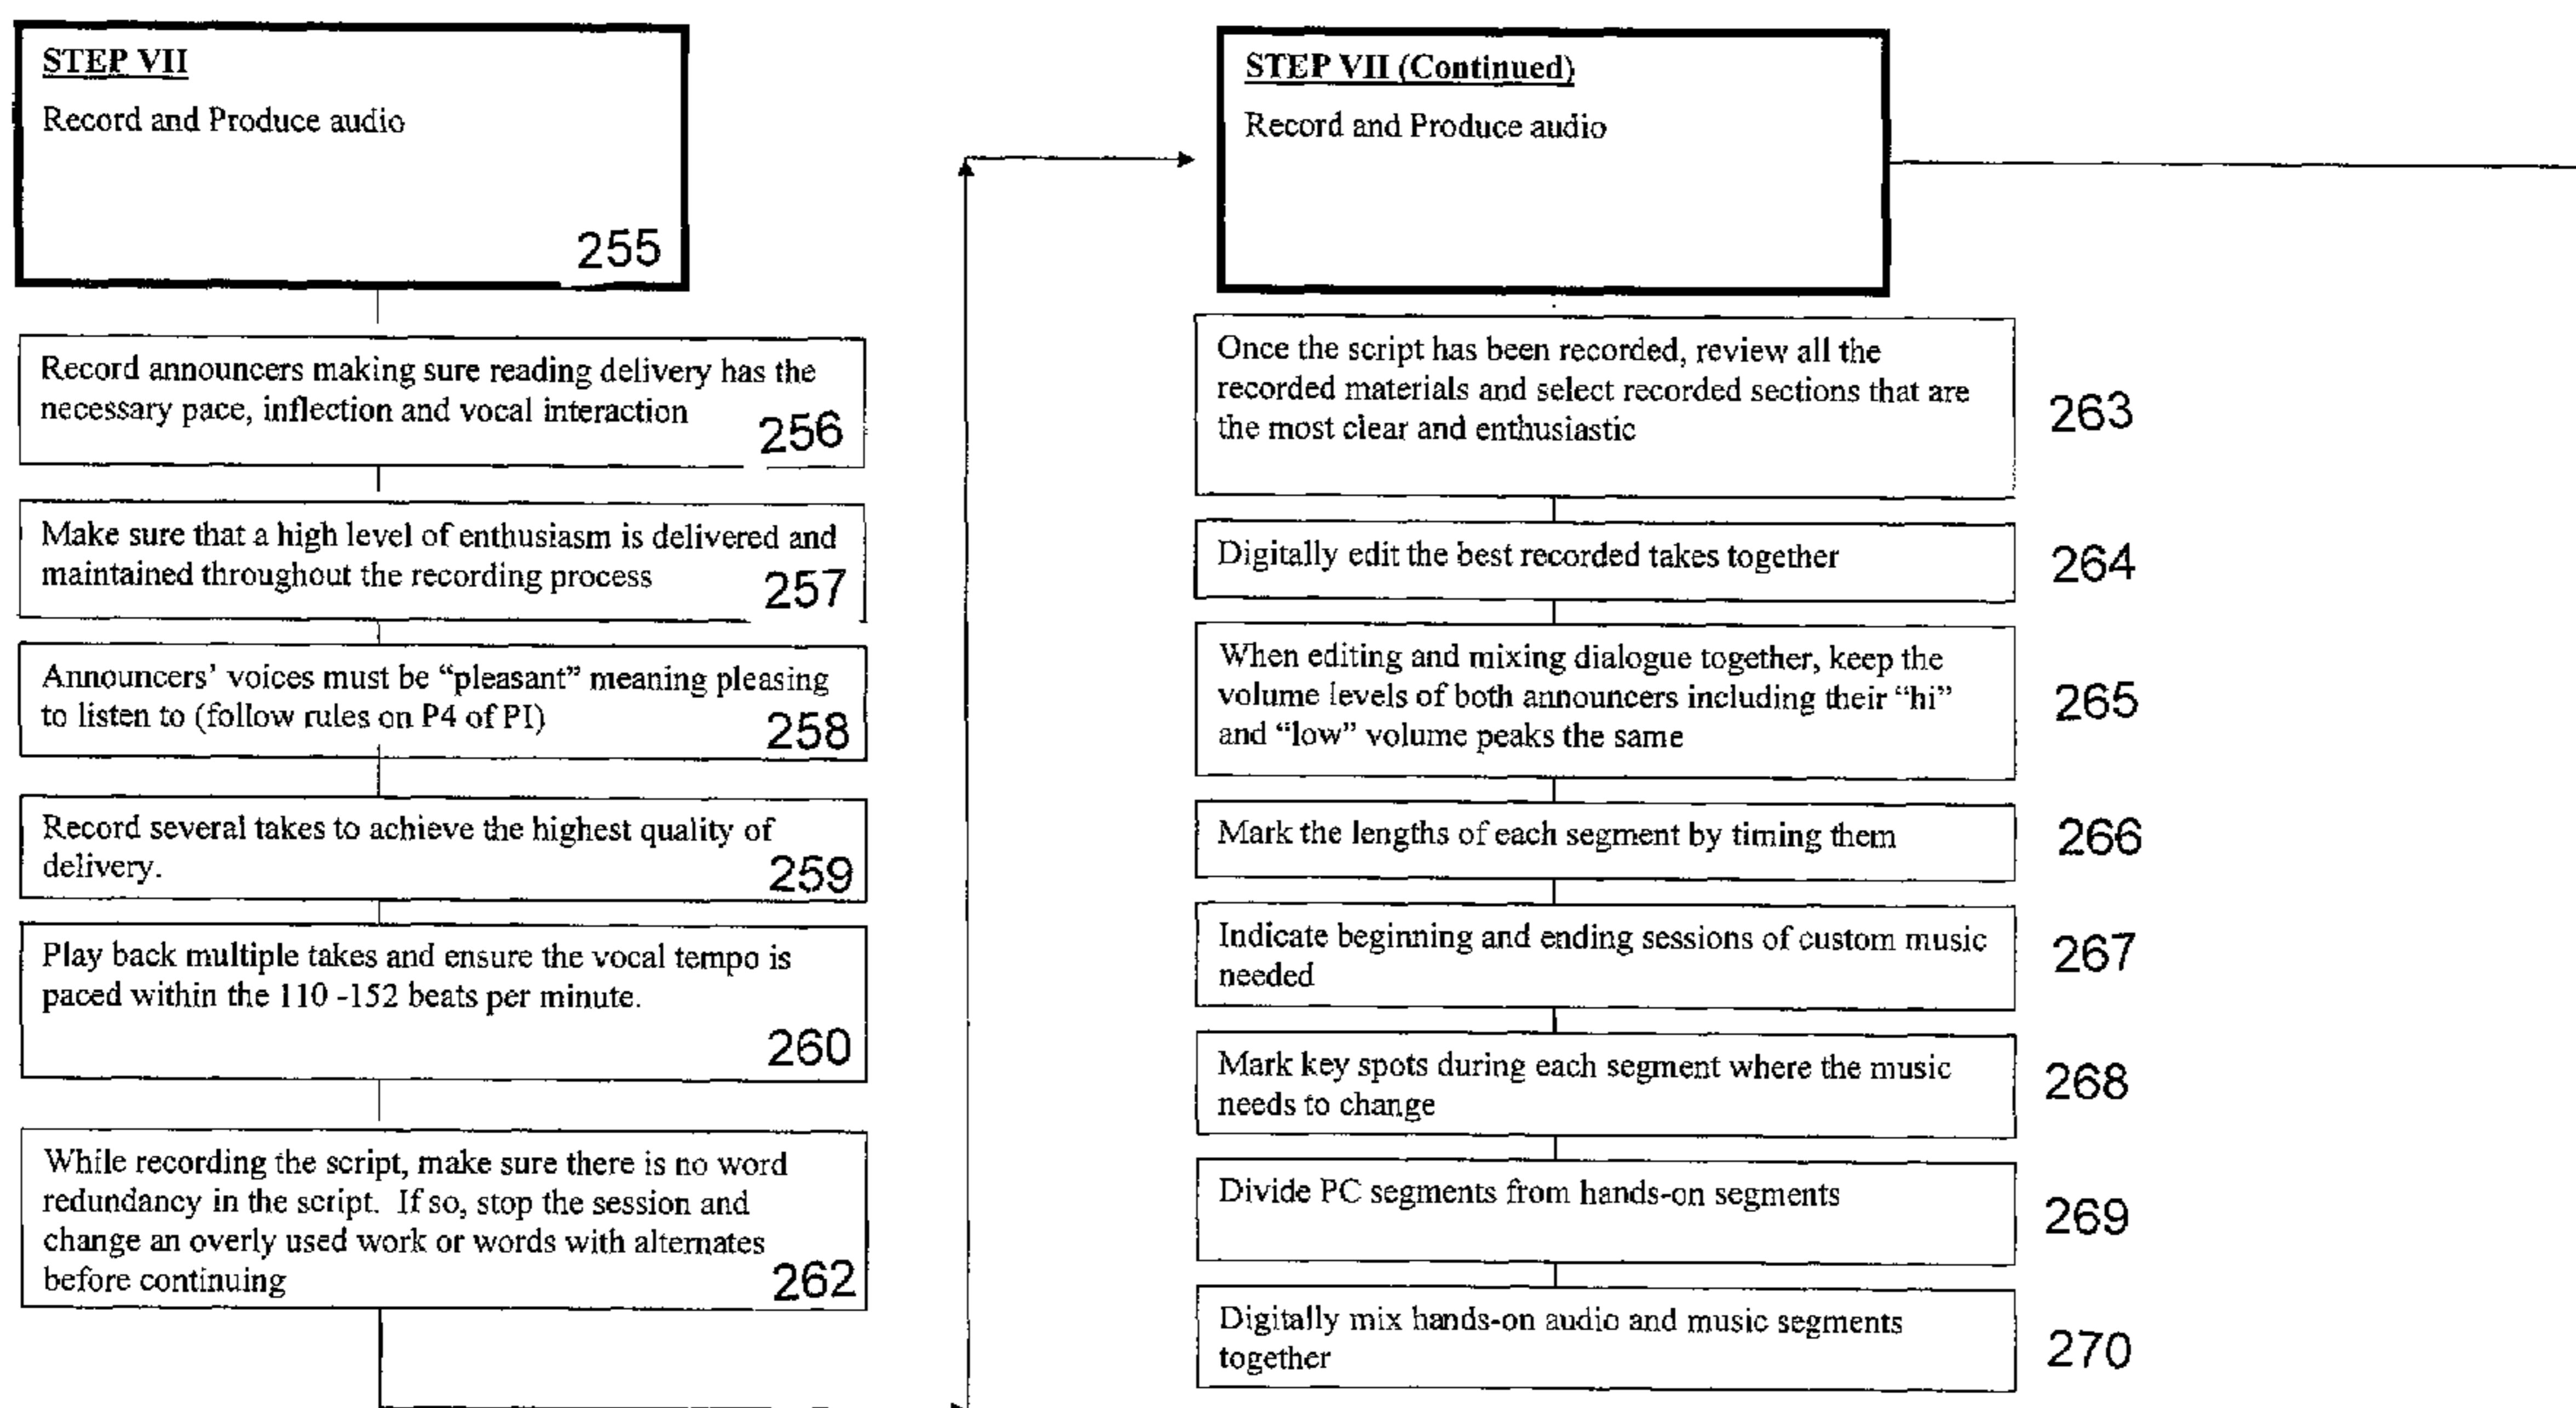 STEP VII
Record and Produce audio
255
Record announcers making sure reading delivery has the
necessary pace, inflection and vocal interaction
256
Make sure that a high level of enthusiasm is delivered and
maintained throughout the recording process
257
Announcers’ voices must be “pleasant” meaning pleasing
to listen to (follow rules on P4 of PI)
258
Record several takes to achieve the highest quality of
delivery.
259
Play back multiple takes and ensure the vocal tempo is
paced within the 110 -152 beats per minute.
260
While recording the script, make sure there is no word
redundancy in the script. If so, stop the session and
change an overly used work or words with alternates
before continuing
262
STEP VII (Continued)
Record and Produce audio
Once the script has been recorded, review all the
recorded materials and select recorded sections that are
the most clear and enthusiastic
263
Digitally edit the best recorded takes together
264
When editing and mixing dialogue together, keep the
volume levels of both announcers including their “hi”
and “low” volume peaks the same
265
Mark the lengths of each segment by timing them
266
Indicate beginning and ending sessions of custom music
needed
267
Mark key spots during each segment where the music
needs to change
268
Divide PC segments from hands-on segments
269
Digitally mix hands-on audio and music segments
together
270